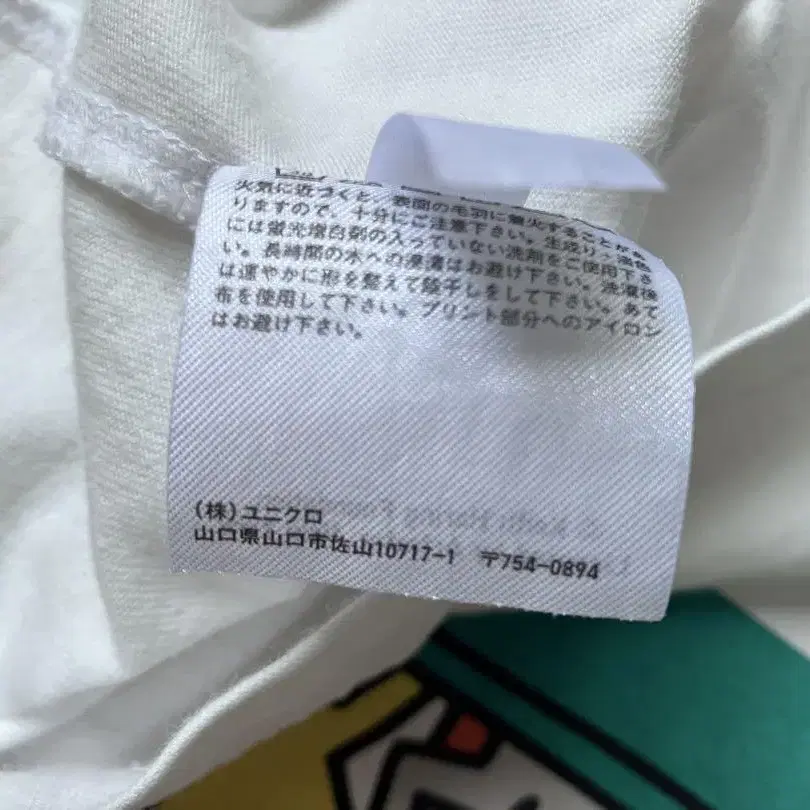 火気に近づくと、表面の毛羽に着火することがあ
りますので、十分にご注意下さい。生成り・淡色
には蛍光増白剤の入っていない洗剤をご使用下さ
い。長時間の水への浸漬はお避け下さい。洗濯後
は速やかに形を整えて陰干しをして下さい。あて
布を使用して下さい。プリント部分へのアイロン
はお避け下さい。
(株)ユニクロ
山口県山口市佐山10717-1 〒754-0894